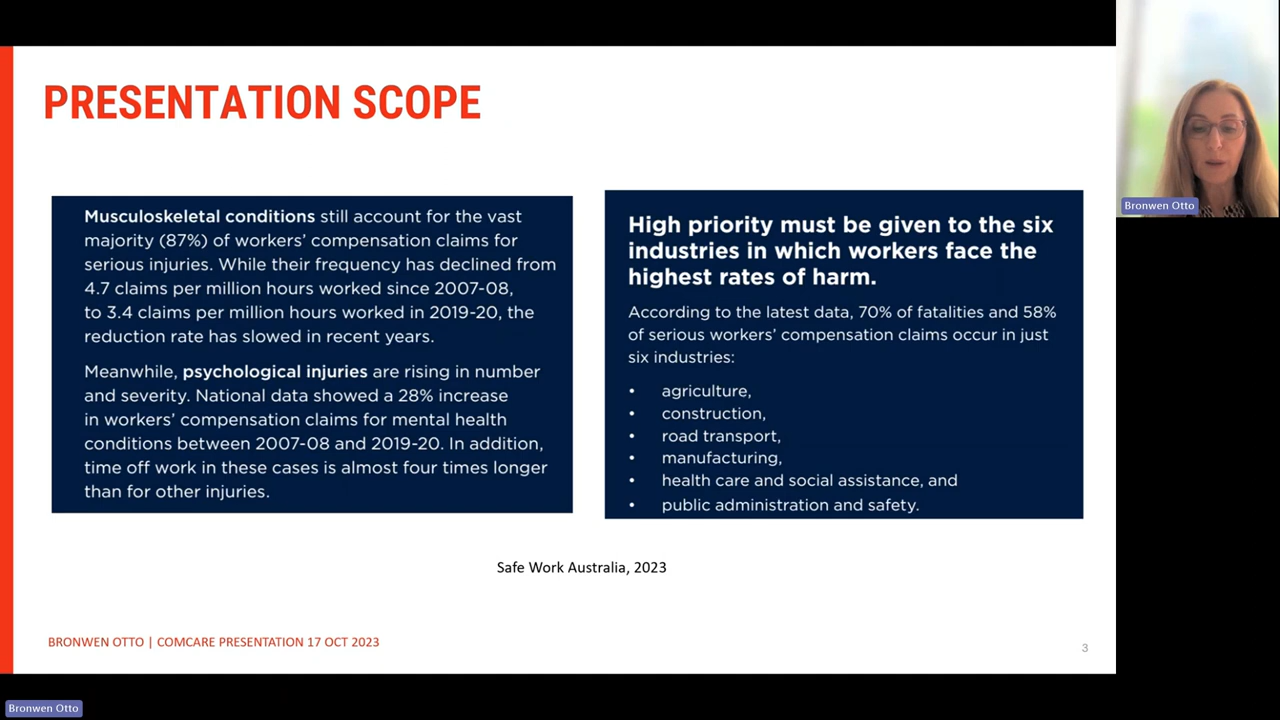 PRESENTATION SCOPE
Musculoskeletal conditions still account for the vast
majority (87%) of workers' compensation claims for
serious injuries. While their frequency has declined from
4.7 claims per million hours worked since 2007-08,
to 3.4 claims per million hours worked in 2019-20, the
reduction rate has slowed in recent years.
Meanwhile, psychological injuries are rising in number
and severity. National data showed a 28% increase
in workers' compensation claims for mental health
conditions between 2007-08 and 2019-20. In addition,
time off work in these cases is almost four times longer
than for other injuries.
High priority must be given to the six
industries in which workers face the
highest rates of harm.
According to the latest data, 70% of fatalities and 58%
of serious workers' compensation claims occur in just
six industries:
• agriculture,
• construction,
• road transport,
• manufacturing,
• health care and social assistance, and
• public administration and safety.
Safe Work Australia, 2023
BRONWEN OTTO | COMCARE PRESENTATION 17 OCT 2023
3
Bronwen Otto
Bronwen Otto